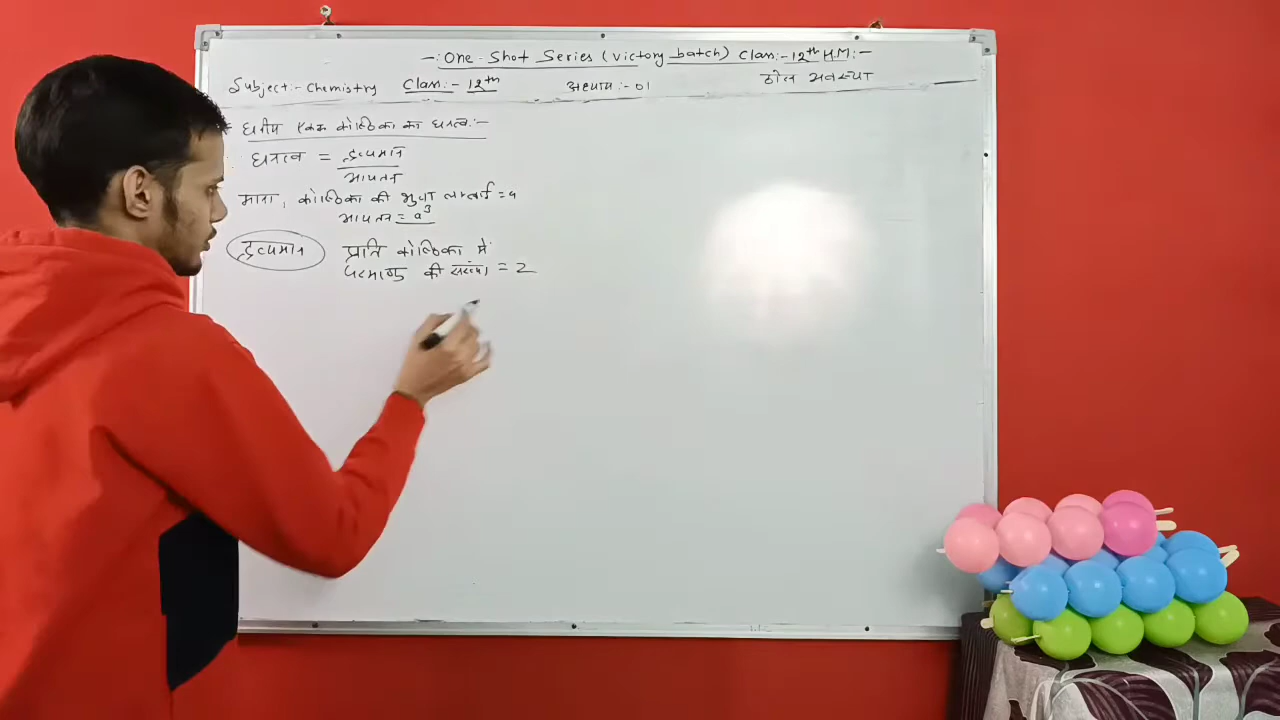 -: One-Shot Series (Victory batch) Class:- 12th H.M:-
Subject:- Chemistry Class:- 12th अध्याय:- 01 ठोस अवस्था
घनीय एकक कोष्ठिका का घनत्व:-
घनत्व = द्रव्यमान
आयतन
माना, कोष्ठिका की भुजा लम्बाई = a
आयतन = a³
द्रव्यमान प्रति कोष्ठिका में
परमाणु की संख्या = Z